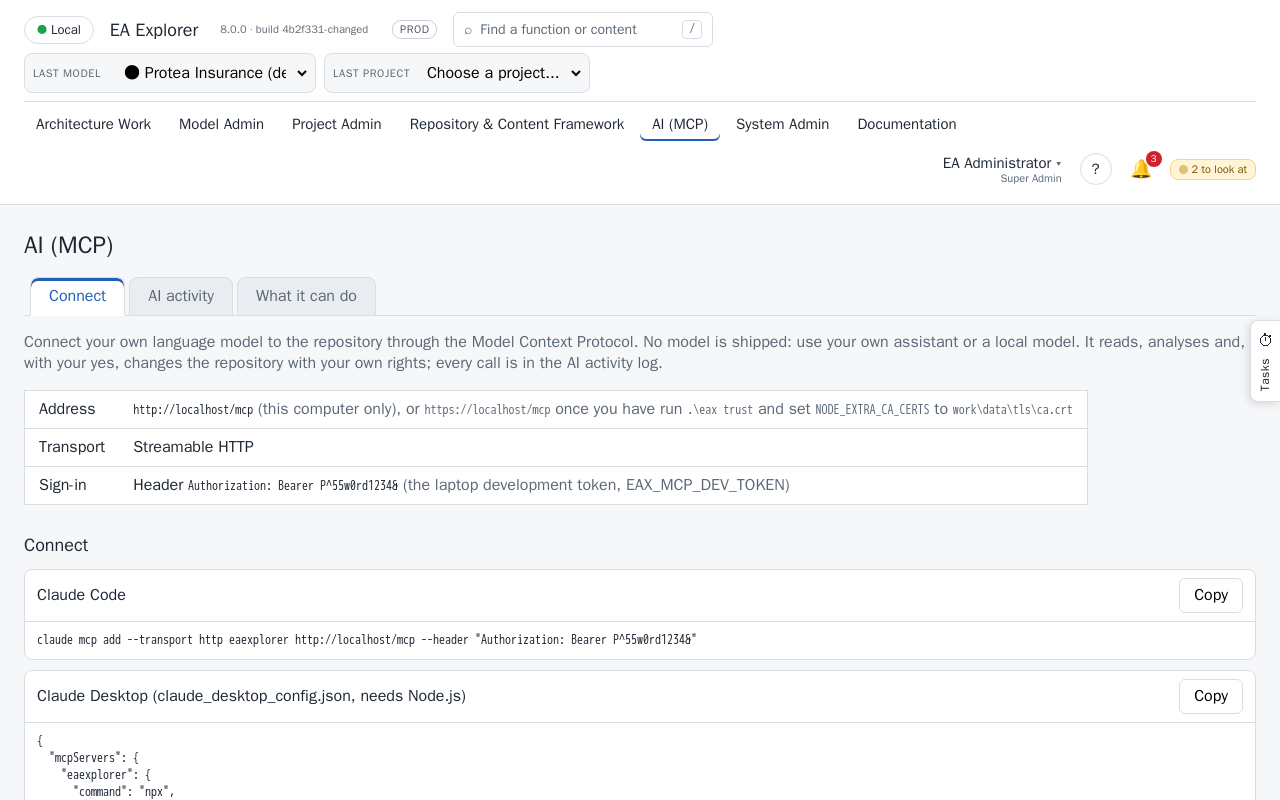 Local
EA Explorer
8.0.0 · build 4b2f331-changed
PROD
Find a function or content
/
LAST MODEL
Protea Insurance (de
LAST PROJECT
Choose a project...
Architecture Work
Model Admin
Project Admin
Repository & Content Framework
AI (MCP)
System Admin
Documentation
EA Administrator
Super Admin
?
3
2 to look at
AI (MCP)
Connect
AI activity
What it can do
Connect your own language model to the repository through the Model Context Protocol. No model is shipped: use your own assistant or a local model. It reads, analyses and,
with your yes, changes the repository with your own rights; every call is in the AI activity log.
Tasks
Address http://localhost/mcp (this computer only), or https://localhost/mcp once you have run .\eax trust and set NODE_EXTRA_CA_CERTS to work\data\tls\ca.crt
Transport Streamable HTTP
Sign-in Header Authorization: Bearer P^55w0rd1234& (the laptop development token, EAX_MCP_DEV_TOKEN)
Connect
Claude Code
Copy
claude mcp add --transport http eaexplorer http://localhost/mcp --header "Authorization: Bearer P^55w0rd1234&"
Claude Desktop (claude_desktop_config.json, needs Node.js)
Copy
{
"mcpServers": {
"eaexplorer": {
"command": "npx",